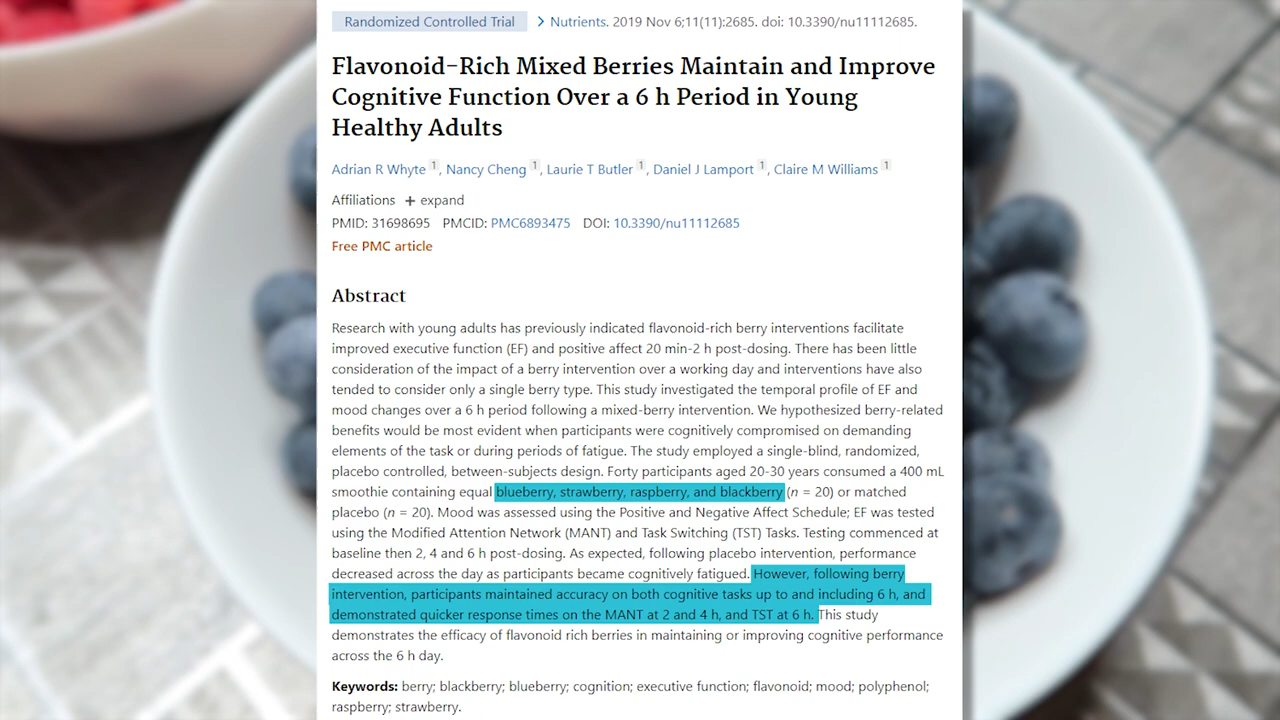 Randomized Controlled Trial > Nutrients. 2019 Nov 6;11(11):2685. doi: 10.3390/nu11112685.
Flavonoid-Rich Mixed Berries Maintain and Improve
Cognitive Function Over a 6 h Period in Young
Healthy Adults
Adrian R Whyte 1, Nancy Cheng 1, Laurie T Butler 1, Daniel J Lamport 1, Claire M Williams 1
Affiliations + expand
PMID: 31698695 PMCID: PMC6893475 DOI: 10.3390/nu11112685
Free PMC article
Abstract
Research with young adults has previously indicated flavonoid-rich berry interventions facilitate
improved executive function (EF) and positive affect 20 min-2 h post-dosing. There has been little
consideration of the impact of a berry intervention over a working day and interventions have also
tended to consider only a single berry type. This study investigated the temporal profile of EF and
mood changes over a 6 h period following a mixed-berry intervention. We hypothesized berry-related
benefits would be most evident when participants were cognitively compromised on demanding
elements of the task or during periods of fatigue. The study employed a single-blind, randomized,
placebo controlled, between-subjects design. Forty participants aged 20-30 years consumed a 400 mL
smoothie containing equal blueberry, strawberry, raspberry, and blackberry (n = 20) or matched
placebo (n = 20). Mood was assessed using the Positive and Negative Affect Schedule; EF was tested
using the Modified Attention Network (MANT) and Task Switching (TST) Tasks. Testing commenced at
baseline then 2, 4 and 6 h post-dosing. As expected, following placebo intervention, performance
decreased across the day as participants became cognitively fatigued. However, following berry
intervention, participants maintained accuracy on both cognitive tasks up to and including 6 h, and
demonstrated quicker response times on the MANT at 2 and 4 h, and TST at 6 h. This study
demonstrates the efficacy of flavonoid rich berries in maintaining or improving cognitive performance
across the 6 h day.
Keywords: berry; blackberry; blueberry; cognition; executive function; flavonoid; mood; polyphenol;
raspberry; strawberry.